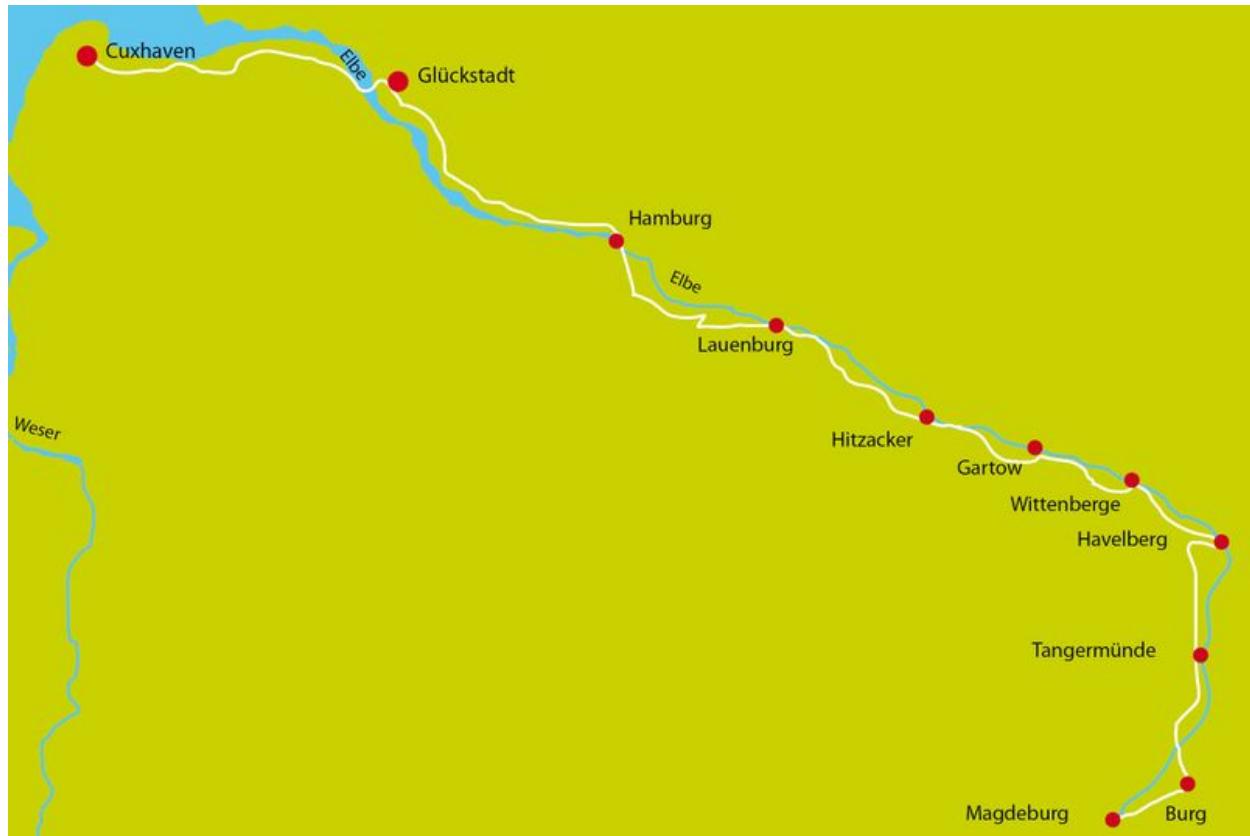 Cuxhaven
Elbe
Glückstadt
Hamburg
Elbe
Lauenburg
Weser
Hitzacker
Gartow
Wittenberge
Havelberg
Tangermünde
Magdeburg
Burg